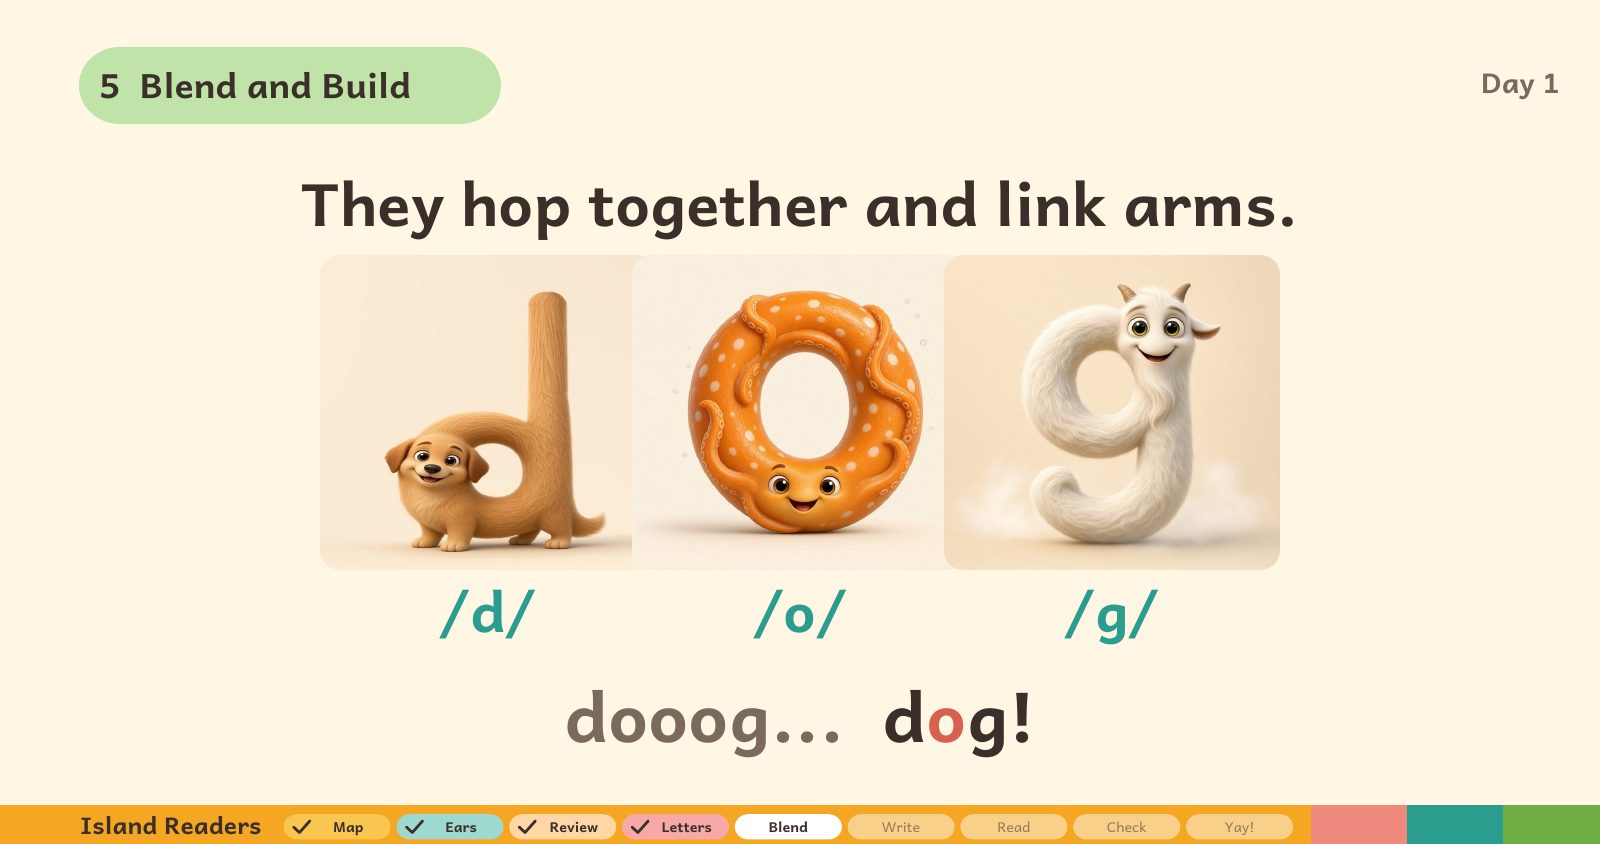 5 Blend and Build
Day 1
They hop together and link arms.
d o g
/d/ /o/ /g/
dooog... dog!
Island Readers Map Ears Review Letters Blend Write Read Check Yay!